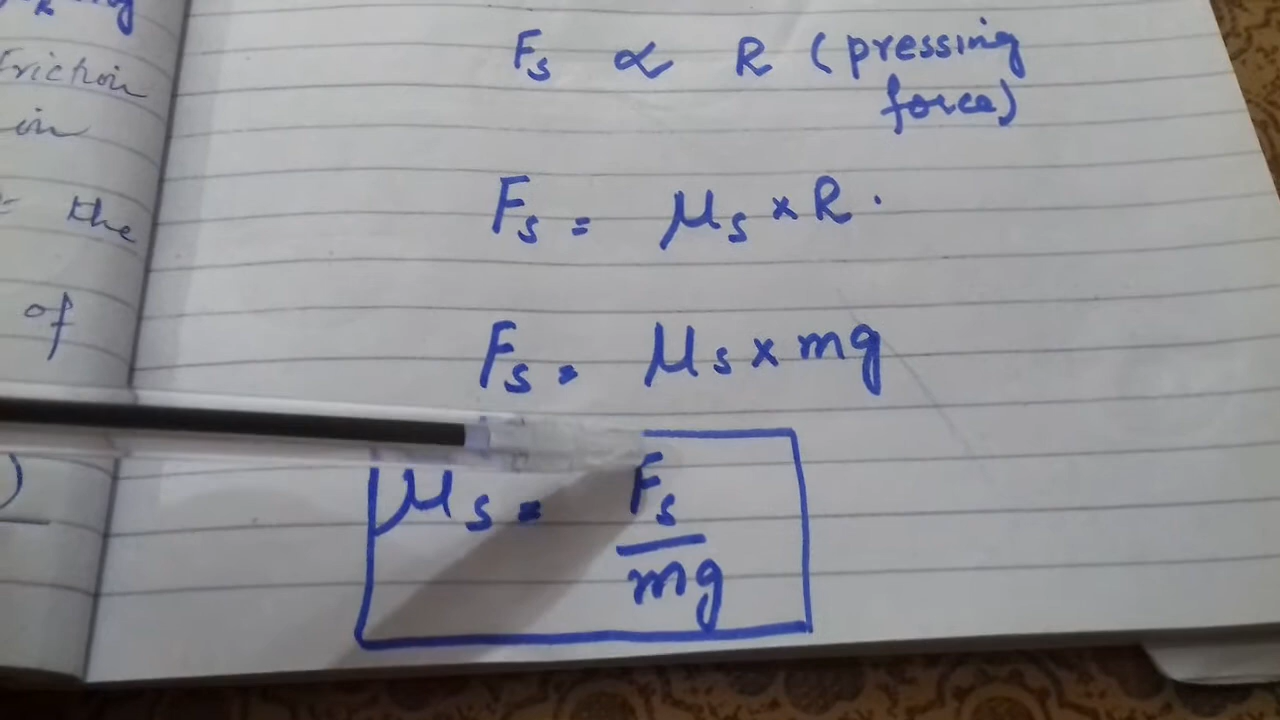 friction
in
the
of
)
Fs ∝ R (pressing
force)
Fs = μs × R.
Fs = μs × mg
μs = Fs
mg